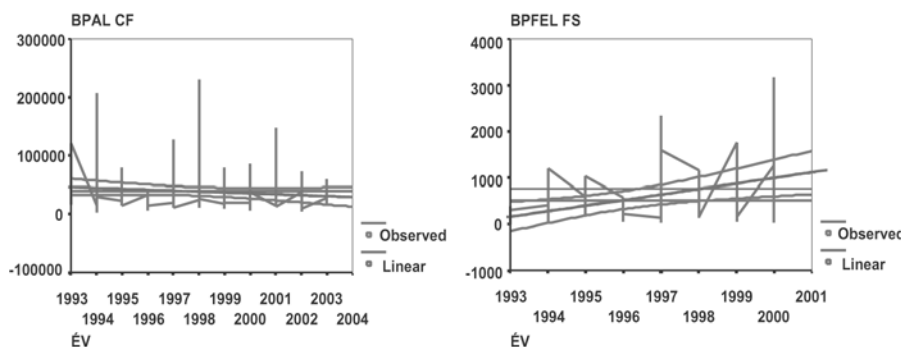 BPAL CF
300000
200000
100000
0
-100000
1993 1995 1997 1999 2001 2003
1994 1996 1998 2000 2002 2004
ÉV
Observed
Linear
BPFEL FS
4000
3000
2000
1000
0
-1000
1993 1995 1997 1999 2001
1994 1996 1998 2000
ÉV
Observed
Linear